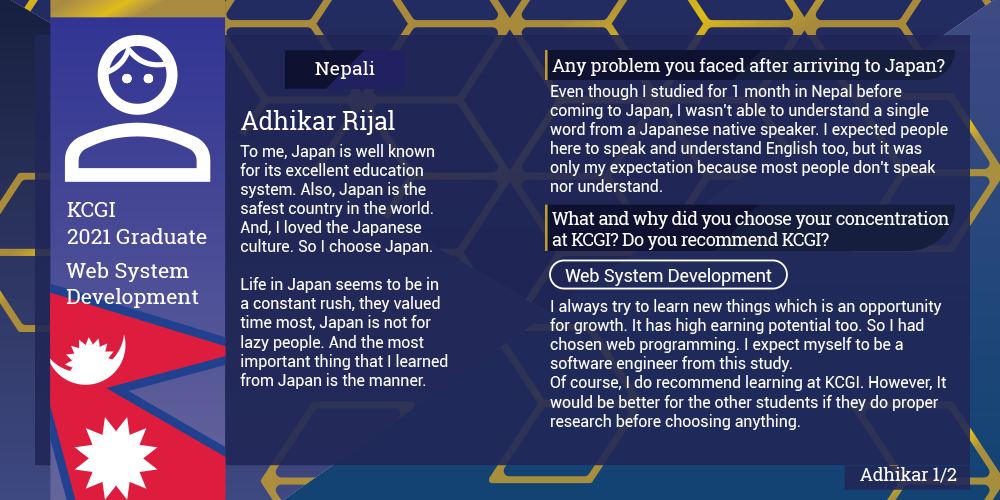 KCGI
2021 Graduate
Web System
Development
Nepali
Adhikar Rijal
To me, Japan is well known
for its excellent education
system. Also, Japan is the
safest country in the world.
And, I loved the Japanese
culture. So I choose Japan.
Life in Japan seems to be in
a constant rush, they valued
time most, Japan is not for
lazy people. And the most
important thing that I learned
from Japan is the manner.
Any problem you faced after arriving to Japan?
Even though I studied for 1 month in Nepal before
coming to Japan, I wasn't able to understand a single
word from a Japanese native speaker. I expected people
here to speak and understand English too, but it was
only my expectation because most people don't speak
nor understand.
What and why did you choose your concentration
at KCGI? Do you recommend KCGI?
Web System Development
I always try to learn new things which is an opportunity
for growth. It has high earning potential too. So I had
chosen web programming. I expect myself to be a
software engineer from this study.
Of course, I do recommend learning at KCGI. However, It
would be better for the other students if they do proper
research before choosing anything.
Adhikar 1/2